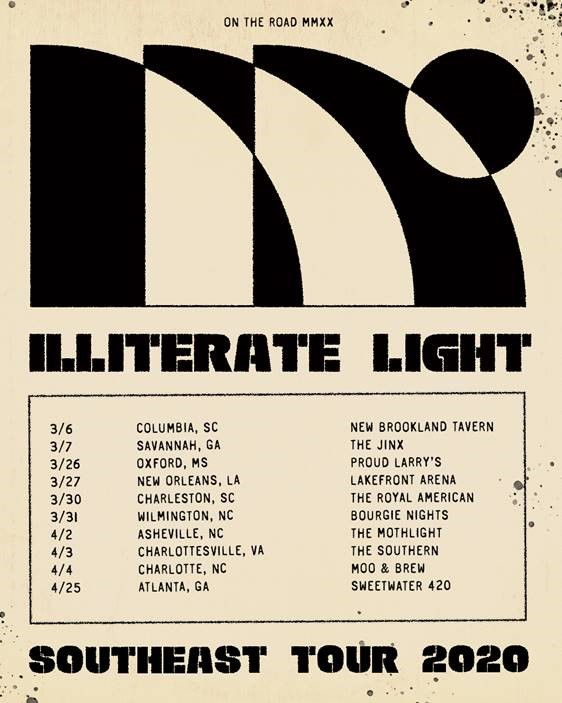 ON THE ROAD MMXX
ILLITERATE LIGHT
3/6 COLUMBIA, SC NEW BROOKLAND TAVERN
3/7 SAVANNAH, GA THE JINX
3/26 OXFORD, MS PROUD LARRY'S
3/27 NEW ORLEANS, LA LAKEFRONT ARENA
3/30 CHARLESTON, SC THE ROYAL AMERICAN
3/31 WILMINGTON, NC BOURGIE NIGHTS
4/2 ASHEVILLE, NC THE MOTHLIGHT
4/3 CHARLOTTESVILLE, VA THE SOUTHERN
4/4 CHARLOTTE, NC MOO & BREW
4/25 ATLANTA, GA SWEETWATER 420
SOUTHEAST TOUR 2020